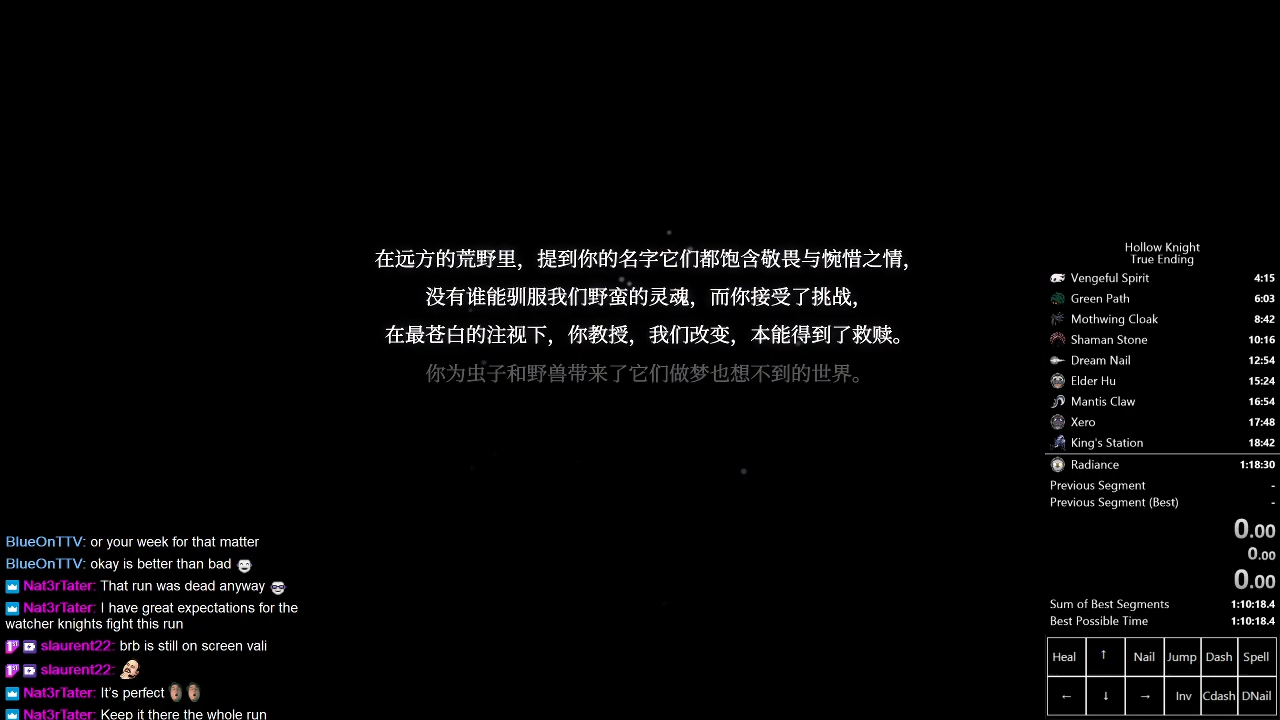 在远方的荒野里，提到你的名字它们都饱含敬畏与惋惜之情，
没有谁能驯服我们野蛮的灵魂，而你接受了挑战，
在最苍白的注视下，你教授，我们改变，本能得到了救赎。
你为虫子和野兽带来了它们做梦也想不到的世界。
Hollow Knight
True Ending
Vengeful Spirit 4:15
Green Path 6:03
Mothwing Cloak 8:42
Shaman Stone 10:16
Dream Nail 12:54
Elder Hu 15:24
Mantis Claw 16:54
Xero 17:48
King's Station 18:42
Radiance 1:18:30
Previous Segment -
Previous Segment (Best) -
0.00
0.00
0.00
Sum of Best Segments 1:10:18.4
Best Possible Time 1:10:18.4
Heal ↑ Nail Jump Dash Spell
← ↓ → Inv Cdash DNail
BlueOnTTV: or your week for that matter
BlueOnTTV: okay is better than bad
Nat3rTater: That run was dead anyway
Nat3rTater: I have great expectations for the
watcher knights fight this run
slaurent22: brb is still on screen vali
slaurent22:
Nat3rTater: It's perfect
Nat3rTater: Keep it there the whole run